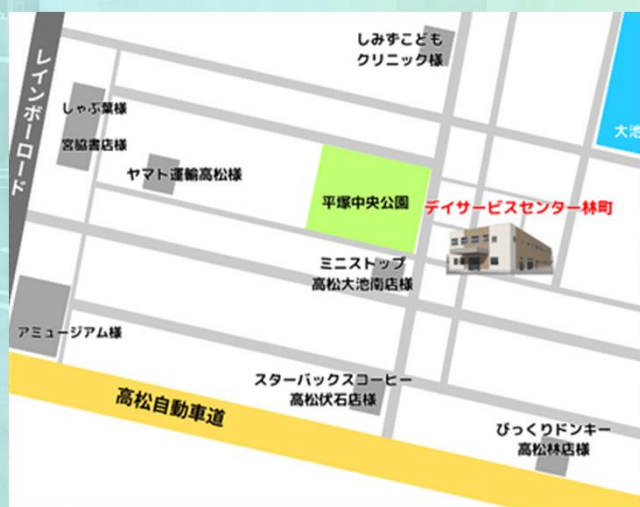 しみずこども
クリニック様
レインボーロード
大池
しゃぶ葉様
宮脇書店様
ヤマト運輸高松様
平塚中央公園
デイサービスセンター林町
ミニストップ
高松大池南店様
アミュージアム様
スターバックスコーヒー
高松伏石店様
高松自動車道
びっくりドンキー
高松林店様